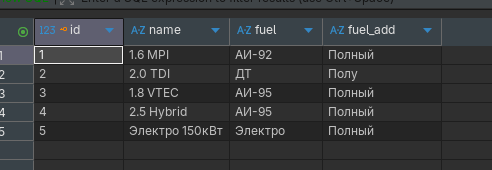 123 id A-Z name A-Z fuel A-Z fuel_add
1 1 1.6 MPI АИ-92 Полный
2 2 2.0 TDI ДТ Полу
3 3 1.8 VTEC АИ-95 Полный
4 4 2.5 Hybrid АИ-95 Полный
5 5 Электро 150кВт Электро Полный